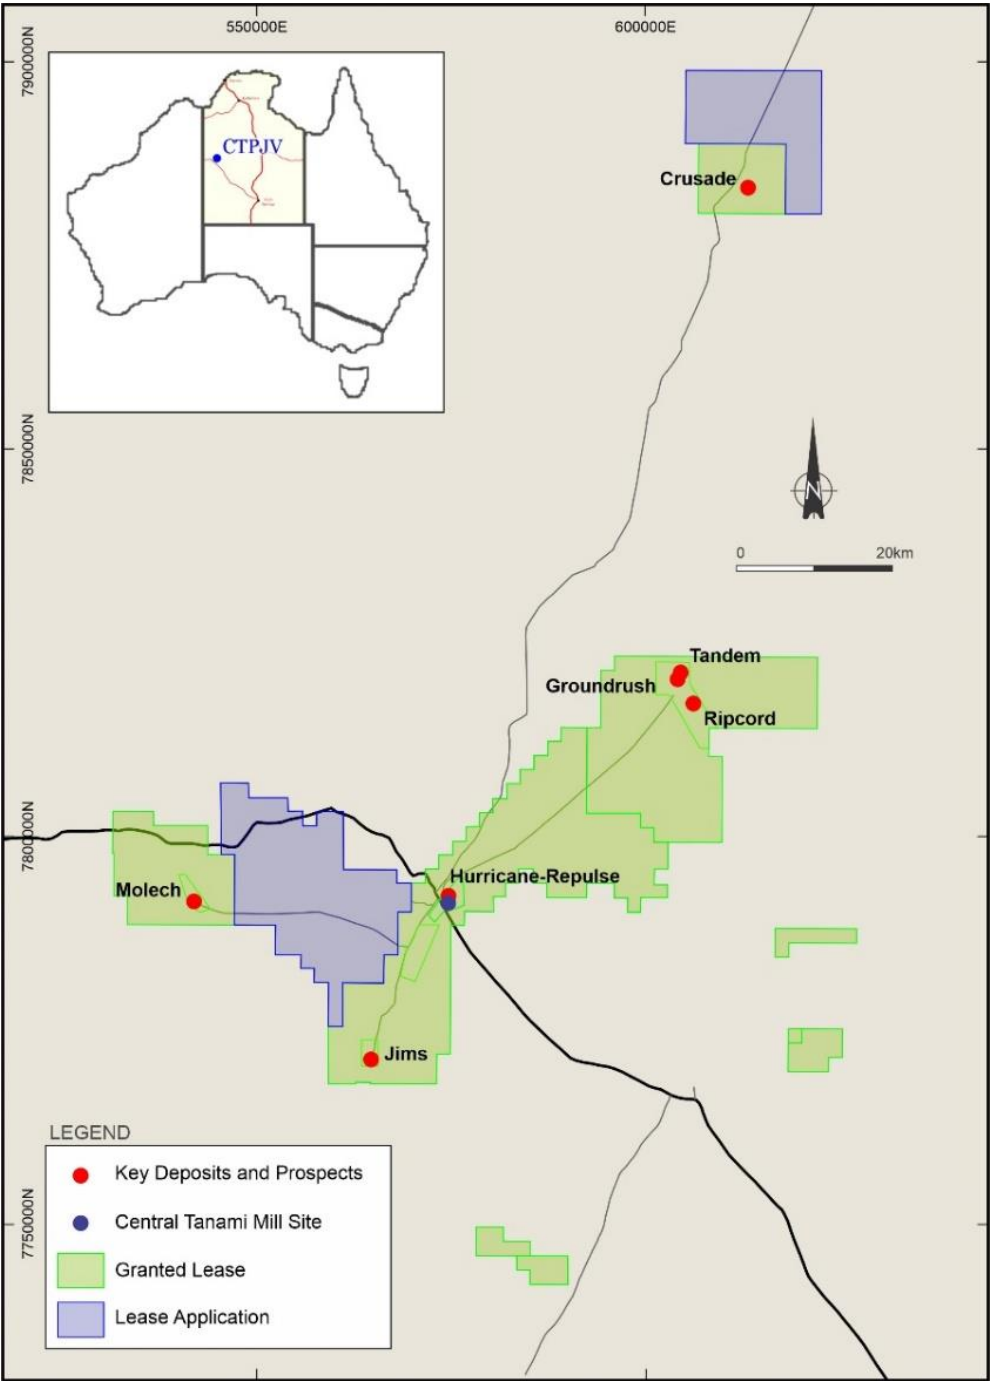 550000E
600000E
7900000N
CTPJV
Crusade
7850000N
N
0
20km
Tandem
Groundrush
Ripcord
7800000N
Hurricane-Repulse
Molech
Jims
LEGEND
Key Deposits and Prospects
Central Tanami Mill Site
Granted Lease
Lease Application
7750000N